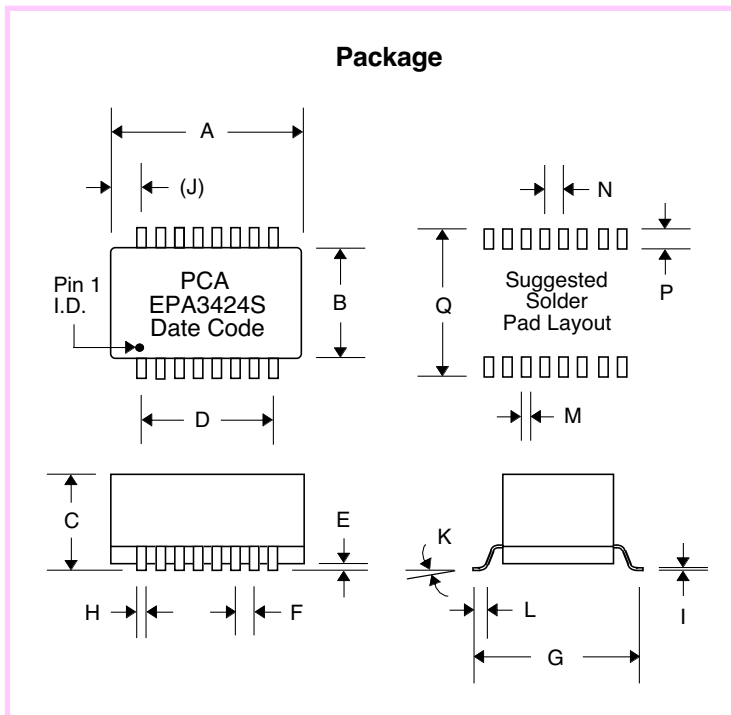 Package
A
(J)
N
P
PCA
EPA3424S
Date Code
Pin 1
I.D.
B
Q
Suggested
Solder
Pad Layout
D
M
C
E
K
H
F
L
I
G